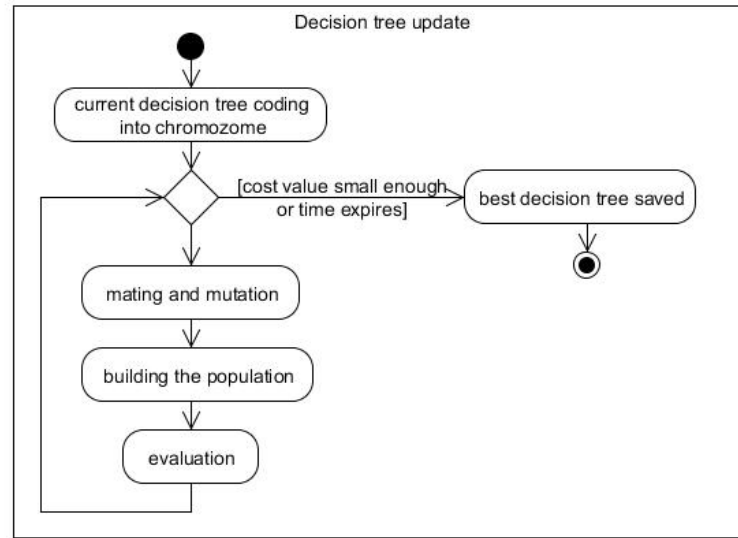 Decision tree update
current decision tree coding
into chromozome
[cost value small enough
or time expires]
best decision tree saved
mating and mutation
building the population
evaluation